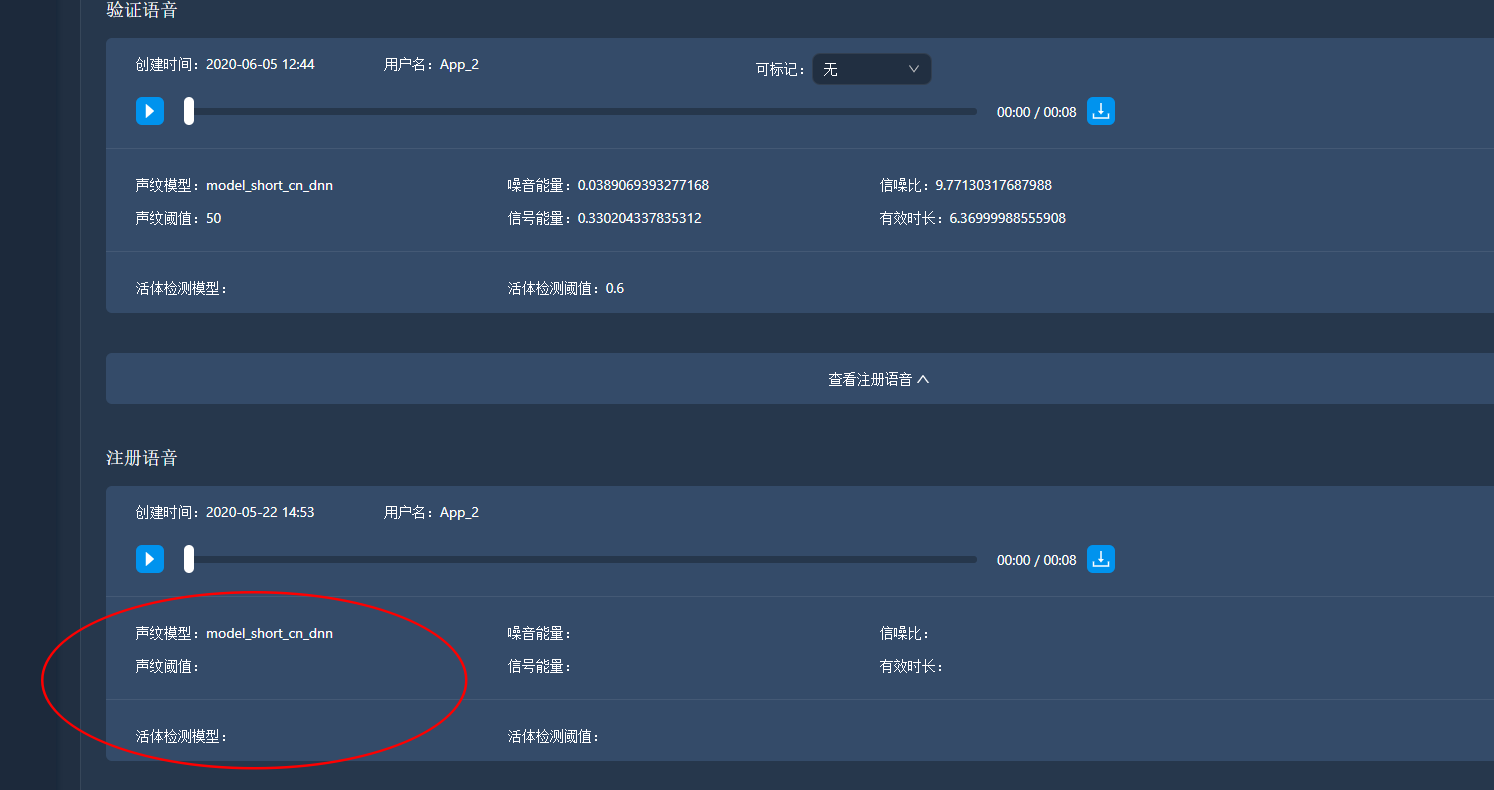 验证语音
创建时间：2020-06-05 12:44 用户名：App_2 可标记： 无
00:00 / 00:08
声纹模型：model_short_cn_dnn 噪音能量：0.0389069393277168 信噪比：9.77130317687988
声纹阈值：50 信号能量：0.330204337835312 有效时长：6.36999988555908
活体检测模型： 活体检测阈值：0.6
查看注册语音
注册语音
创建时间：2020-05-22 14:53 用户名：App_2
00:00 / 00:08
声纹模型：model_short_cn_dnn 噪音能量： 信噪比：
声纹阈值： 信号能量： 有效时长：
活体检测模型： 活体检测阈值：